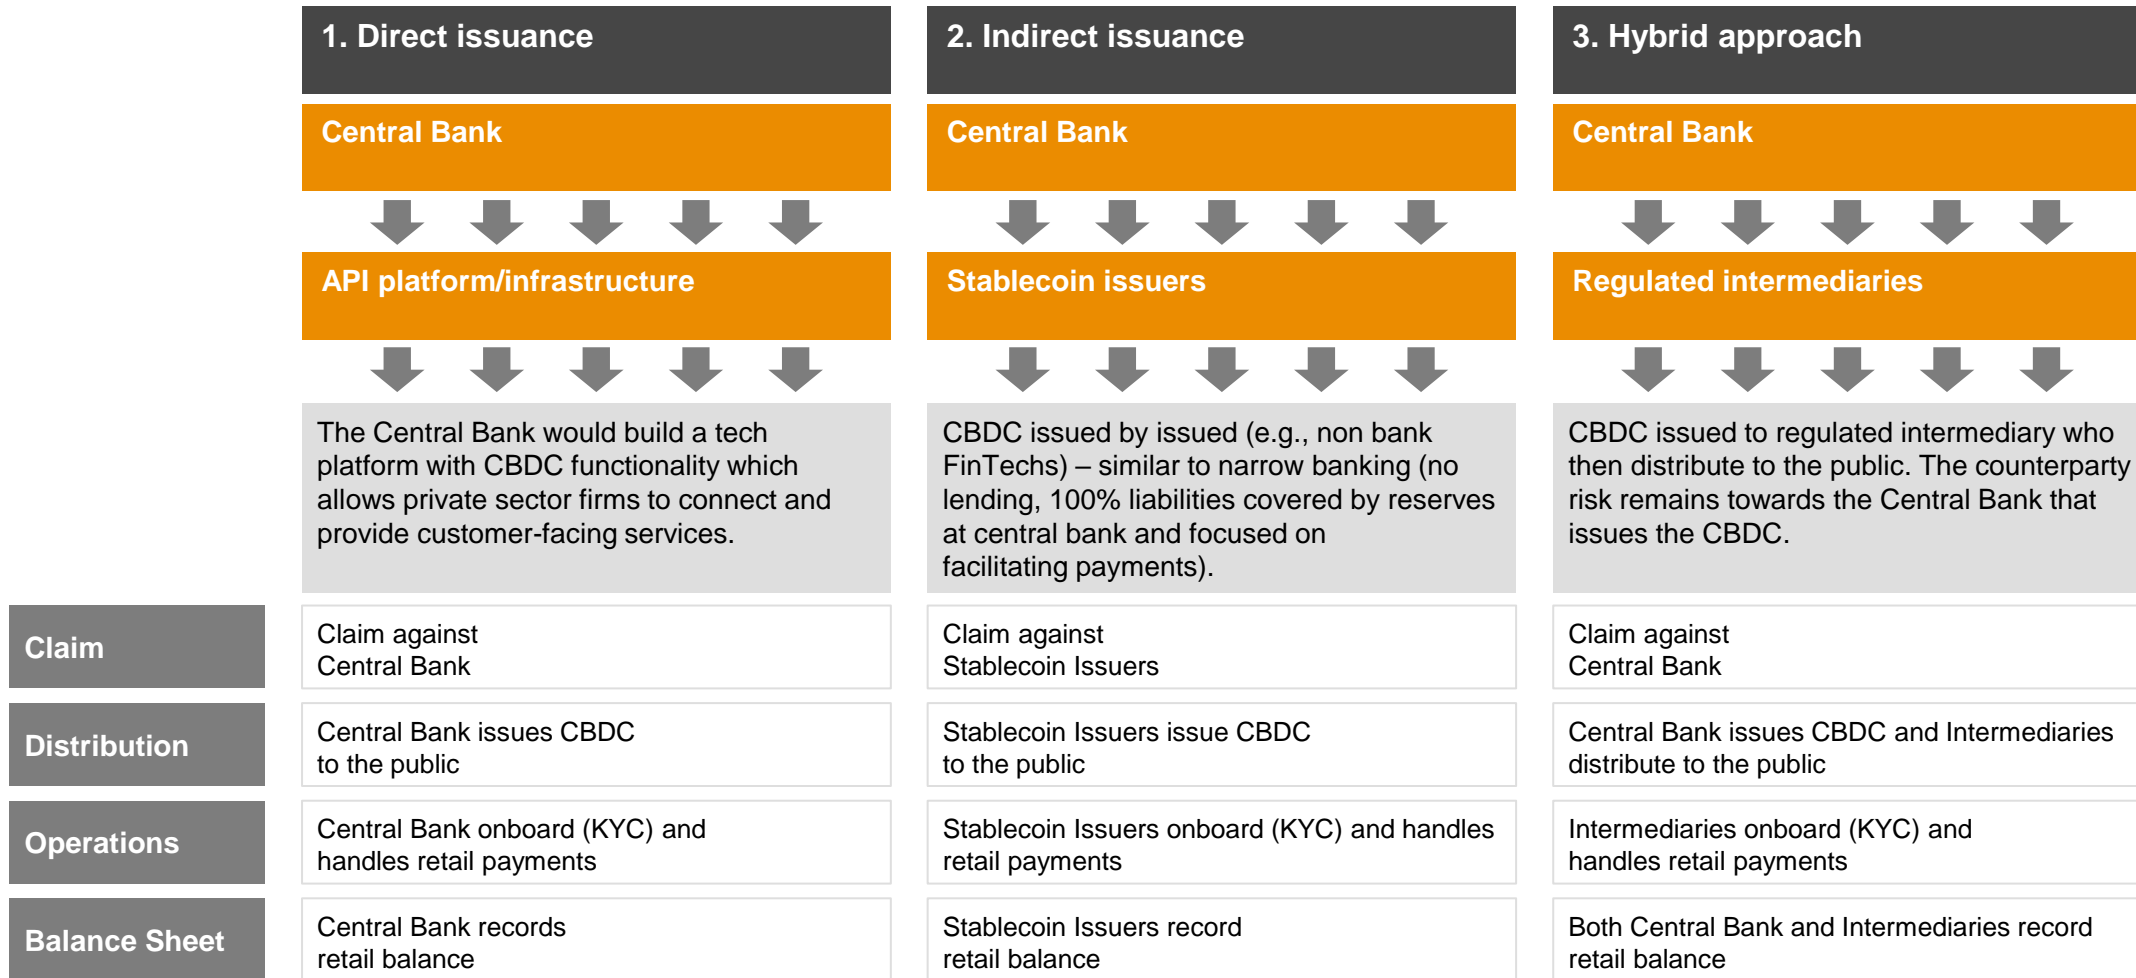 1. Direct issuance
2. Indirect issuance
3. Hybrid approach
Central Bank
Central Bank
Central Bank
API platform/infrastructure
Stablecoin issuers
Regulated intermediaries
The Central Bank would build a tech
platform with CBDC functionality which
allows private sector firms to connect and
provide customer-facing services.
CBDC issued by issued (e.g., non bank
FinTechs) – similar to narrow banking (no
lending, 100% liabilities covered by reserves
at central bank and focused on
facilitating payments).
CBDC issued to regulated intermediary who
then distribute to the public. The counterparty
risk remains towards the Central Bank that
issues the CBDC.
Claim
Claim against
Central Bank
Claim against
Stablecoin Issuers
Claim against
Central Bank
Distribution
Central Bank issues CBDC
to the public
Stablecoin Issuers issue CBDC
to the public
Central Bank issues CBDC and Intermediaries
distribute to the public
Operations
Central Bank onboard (KYC) and
handles retail payments
Stablecoin Issuers onboard (KYC) and handles
retail payments
Intermediaries onboard (KYC) and
handles retail payments
Balance Sheet
Central Bank records
retail balance
Stablecoin Issuers record
retail balance
Both Central Bank and Intermediaries record
retail balance